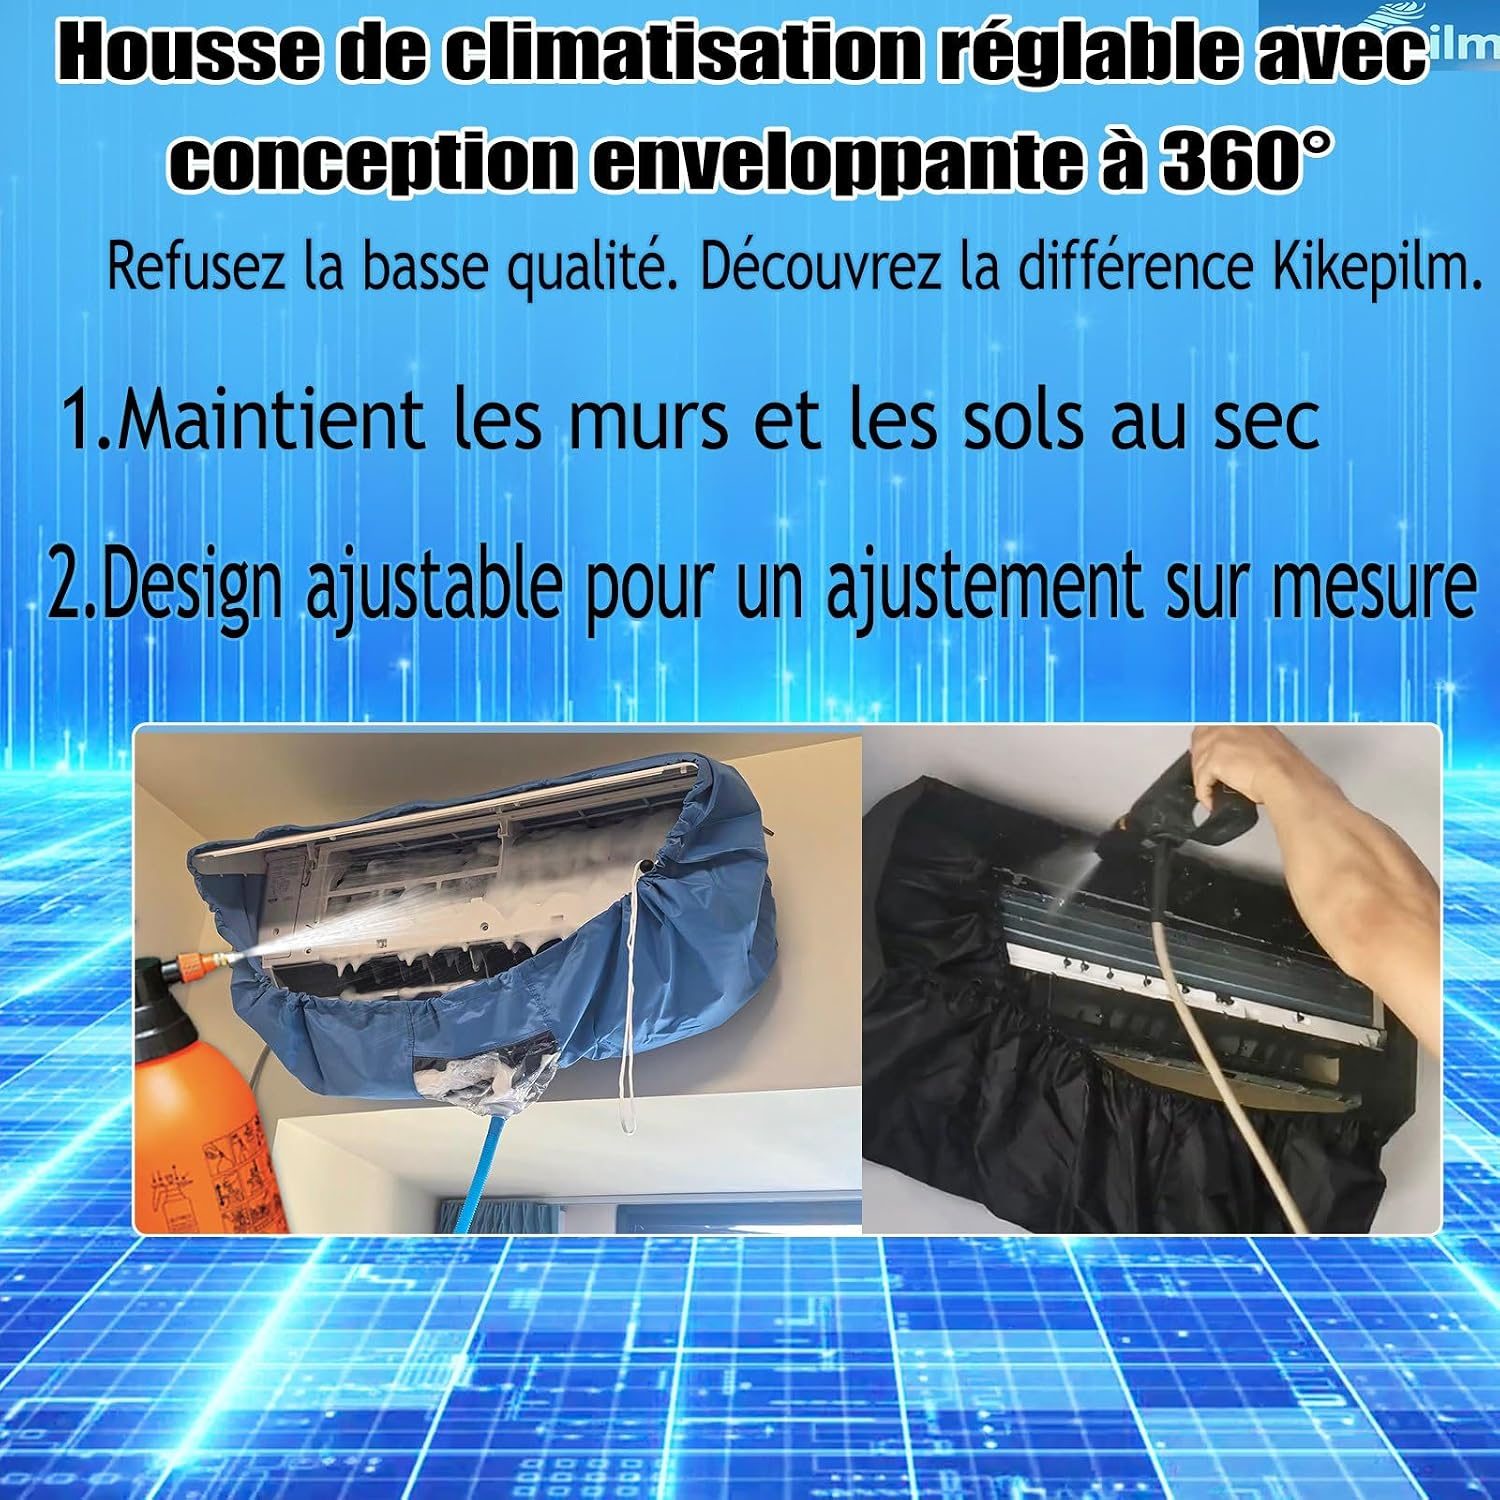 Housse de climatisation réglable avec
conception enveloppante à 360°
Refusez la basse qualité. Découvrez la différence Kikepilm.
1.Maintient les murs et les sols au sec
2.Design ajustable pour un ajustement sur mesure